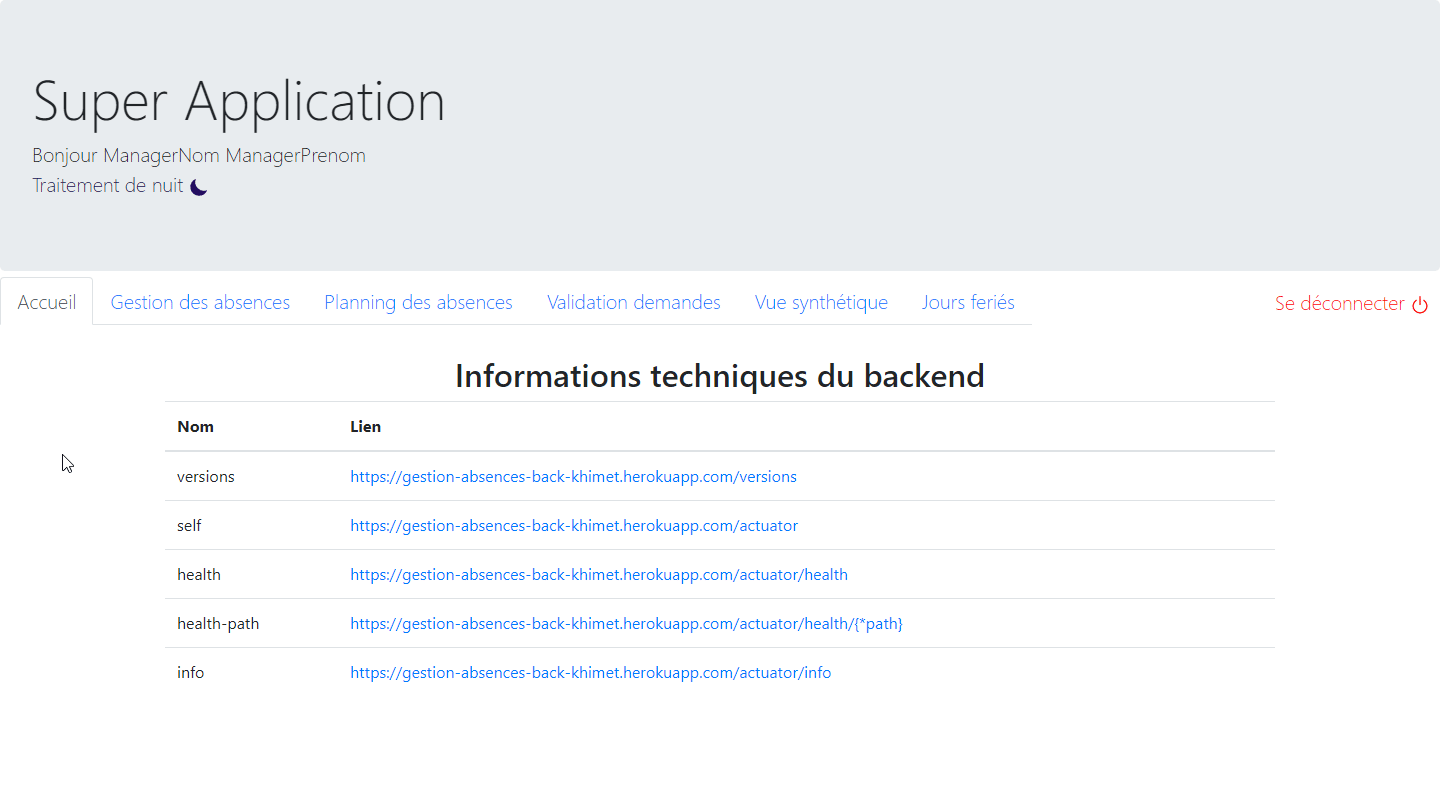 Super Application
Bonjour ManagerNom ManagerPrenom
Traitement de nuit
Accueil Gestion des absences Planning des absences Validation demandes Vue synthétique Jours feriés Se déconnecter
Informations techniques du backend
Nom Lien
versions https://gestion-absences-back-khimet.herokuapp.com/versions
self https://gestion-absences-back-khimet.herokuapp.com/actuator
health https://gestion-absences-back-khimet.herokuapp.com/actuator/health
health-path https://gestion-absences-back-khimet.herokuapp.com/actuator/health/{*path}
info https://gestion-absences-back-khimet.herokuapp.com/actuator/info